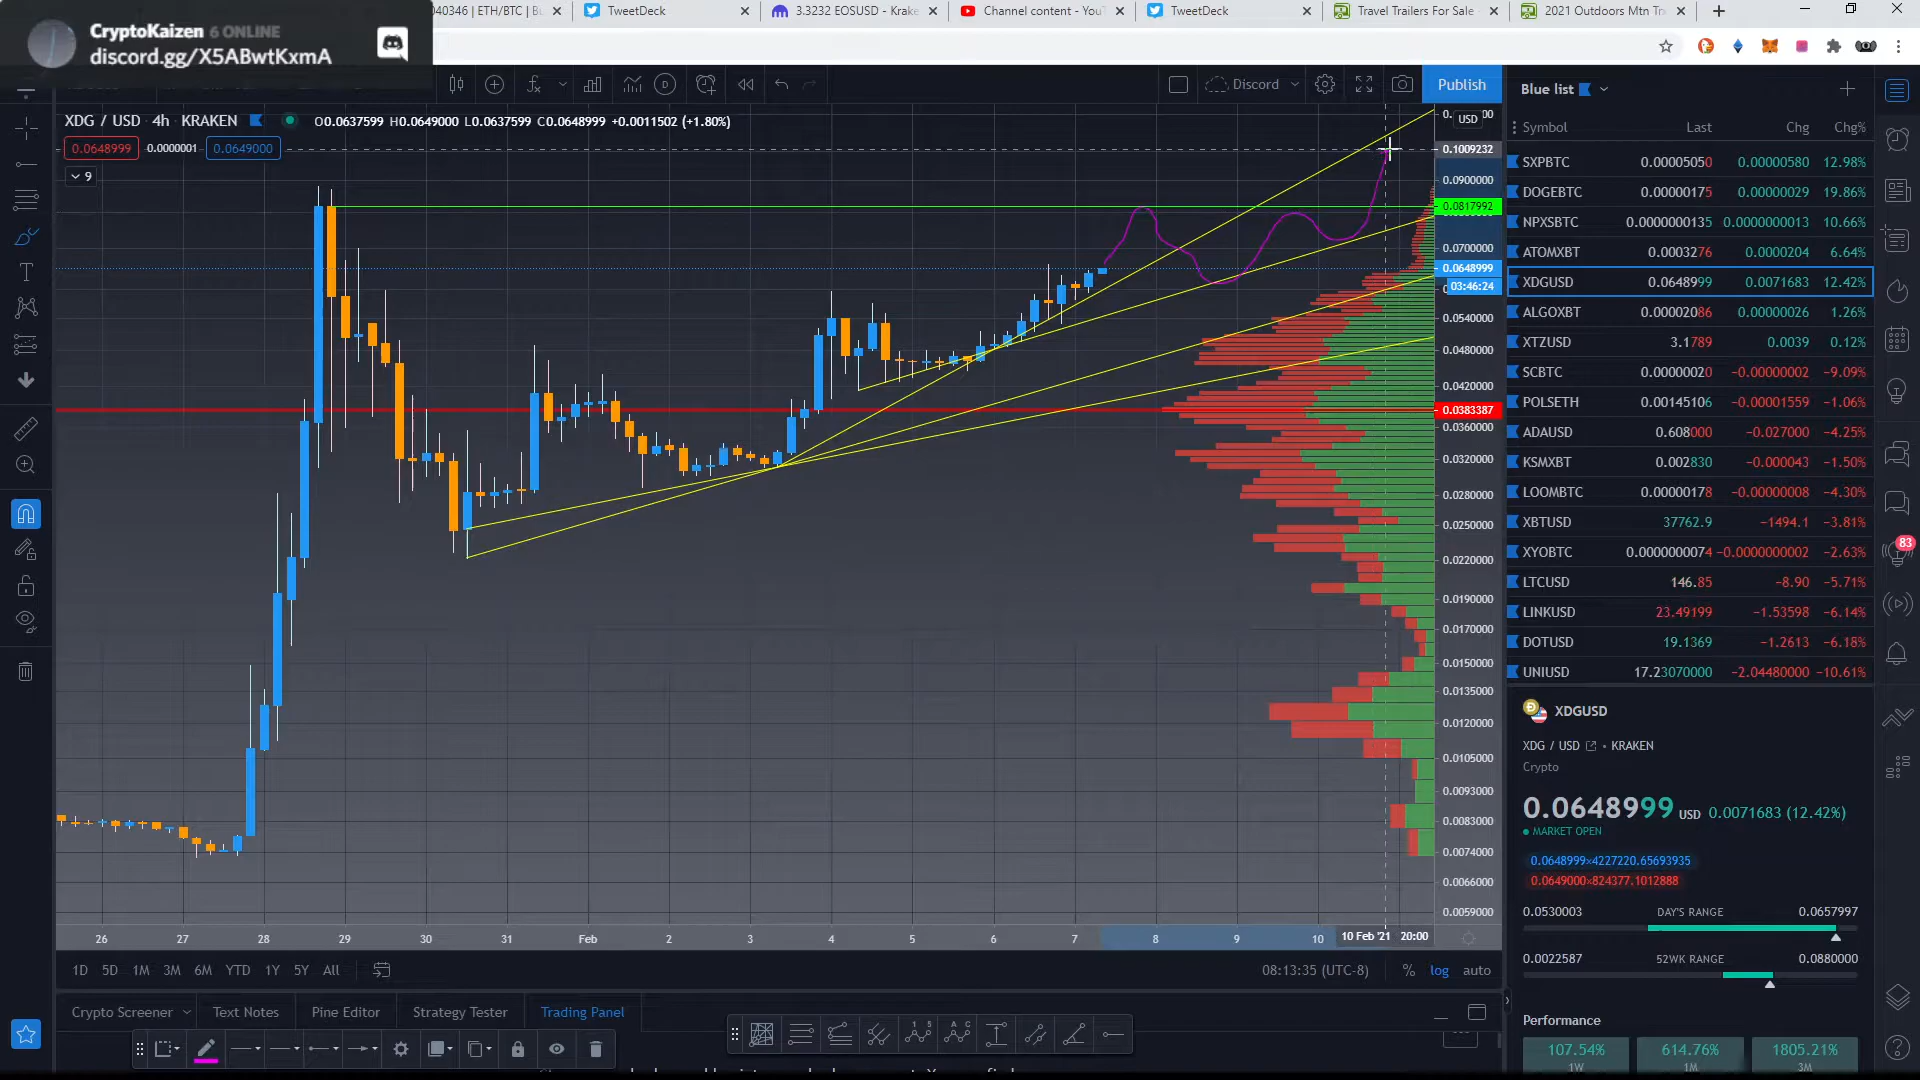 CryptoKaizen 6 ONLINE
discord.gg/X5ABwtKxmA
040346 | ETH/BTC | B
TweetDeck
3.3232 EOSUSD - Krake
Channel content - YouT
TweetDeck
Travel Trailers For Sale -
2021 Outdoors Mtn Tr
Discord
Publish
XDG / USD 4h KRAKEN O0.0637599 H0.0649000 L0.0637599 C0.0648999 +0.0011502 (+1.80%)
0.0648999 0.0000001 0.0649000
9
USD
0.1009232
0.0900000
0.0817992
0.0700000
0.0648999
03:46:24
0.0540000
0.0480000
0.0420000
0.0383387
0.0360000
0.0320000
0.0280000
0.0250000
0.0220000
0.0190000
0.0170000
0.0150000
0.0135000
0.0120000
0.0105000
0.0093000
0.0083000
0.0074000
0.0066000
0.0059000
26 27 28 29 30 31 Feb 2 3 4 5 6 7 8 9 10 10 Feb '21 20:00
1D 5D 1M 3M 6M YTD 1Y 5Y All
08:13:35 (UTC-8) % log auto
Crypto Screener Text Notes Pine Editor Strategy Tester Trading Panel
Blue list
Symbol Last Chg Chg%
SXPBTC 0.00005050 0.00000580 12.98%
DOGEBTC 0.00000175 0.00000029 19.86%
NPXSBTC 0.0000000135 0.0000000013 10.66%
ATOMXBT 0.0003276 0.0000204 6.64%
XDGUSD 0.0648999 0.0071683 12.42%
ALGOXBT 0.00002086 0.00000026 1.26%
XTZUSD 3.1789 0.0039 0.12%
SCBTC 0.00000020 −0.00000002 −9.09%
POLSETH 0.00145106 −0.00001559 −1.06%
ADAUSD 0.608000 −0.027000 −4.25%
KSMXBT 0.002830 −0.000043 −1.50%
LOOMBTC 0.00000178 −0.00000008 −4.30%
XBTUSD 37762.9 −1494.1 −3.81%
XYOBTC 0.0000000074 −0.0000000002 −2.63%
LTCUSD 146.85 −8.90 −5.71%
LINKUSD 23.49199 −1.53598 −6.14%
DOTUSD 19.1369 −1.2613 −6.18%
UNIUSD 17.23070000 −2.04480000 −10.61%
83
XDGUSD
XDG / USD • KRAKEN
Crypto
0.0648999 USD 0.0071683 (12.42%)
MARKET OPEN
0.0648999×4227220.65693935
0.0649000×824377.1012888
0.0530003 DAY'S RANGE 0.0657997
0.0022587 52WK RANGE 0.0880000
Performance
107.54% 614.76% 1805.21%
1W 1M 3M